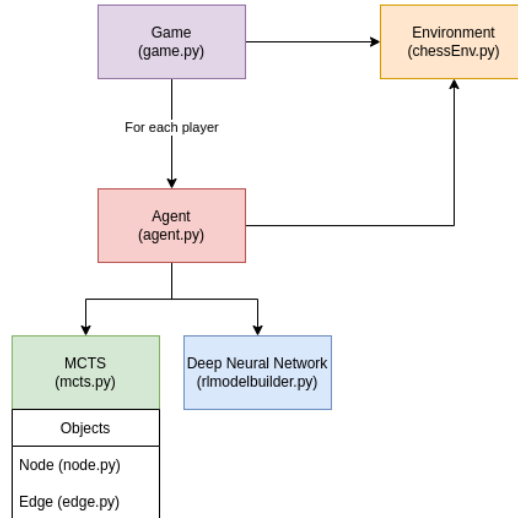 Game
(game.py)
Environment
(chessEnv.py)
For each player
Agent
(agent.py)
MCTS
(mcts.py)
Deep Neural Network
(rlmodelbuilder.py)
Objects
Node (node.py)
Edge (edge.py)